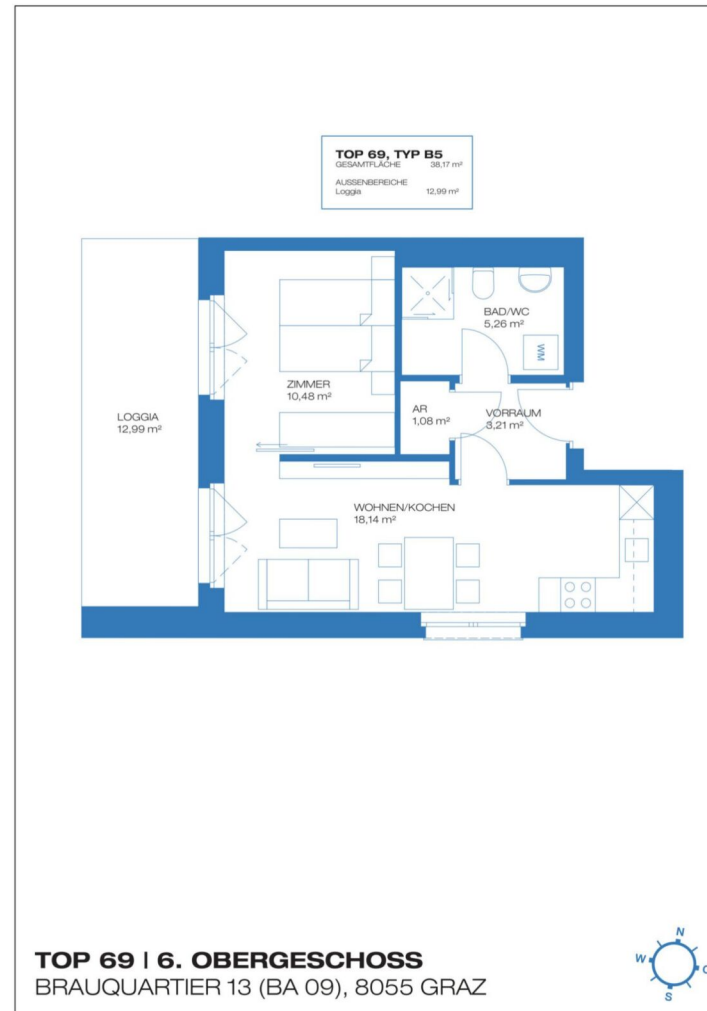 TOP 69, TYP B5
GESAMTFLÄCHE 38,17 m²
AUSSENBEREICHE
Loggia 12,99 m²
BAD/WC
5,26 m²
WM
ZIMMER
10,48 m²
AR
1,08 m²
VORRAUM
3,21 m²
LOGGIA
12,99 m²
WOHNEN/KOCHEN
18,14 m²
TOP 69 | 6. OBERGESCHOSS
BRAUQUARTIER 13 (BA 09), 8055 GRAZ
N
W
O
S